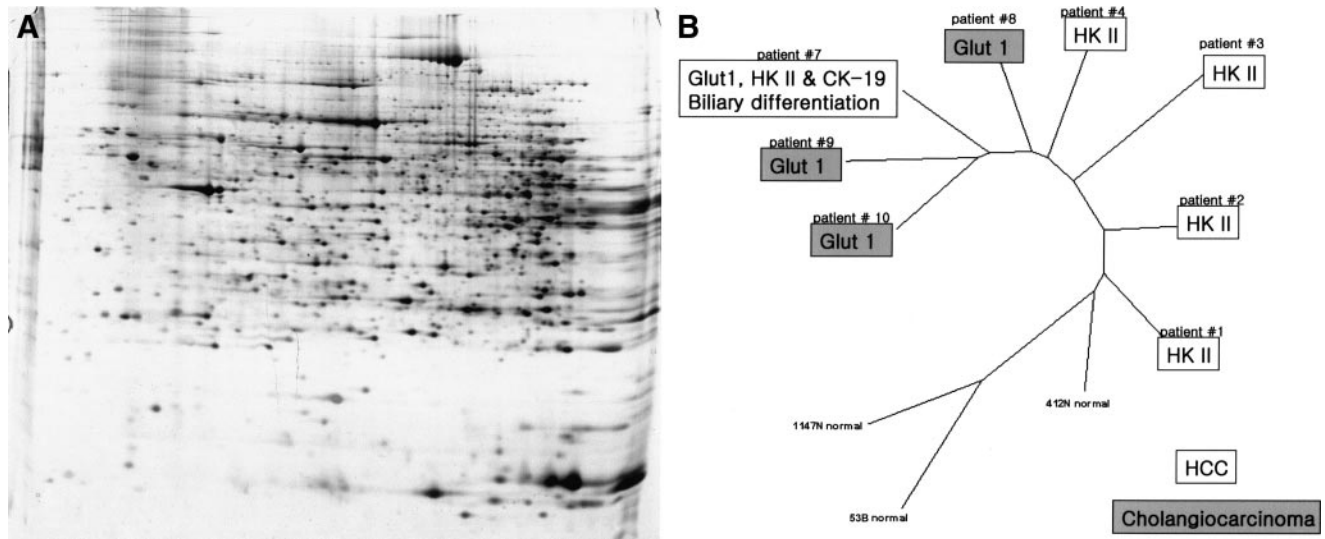 A
B
patient #8
Glut 1
patient #4
HK II
patient #3
HK II
patient #7
Glut1, HK II & CK-19
Biliary differentiation
patient #9
Glut 1
patient # 10
Glut 1
patient #2
HK II
patient #1
HK II
412N normal
1147N normal
53B normal
HCC
Cholangiocarcinoma